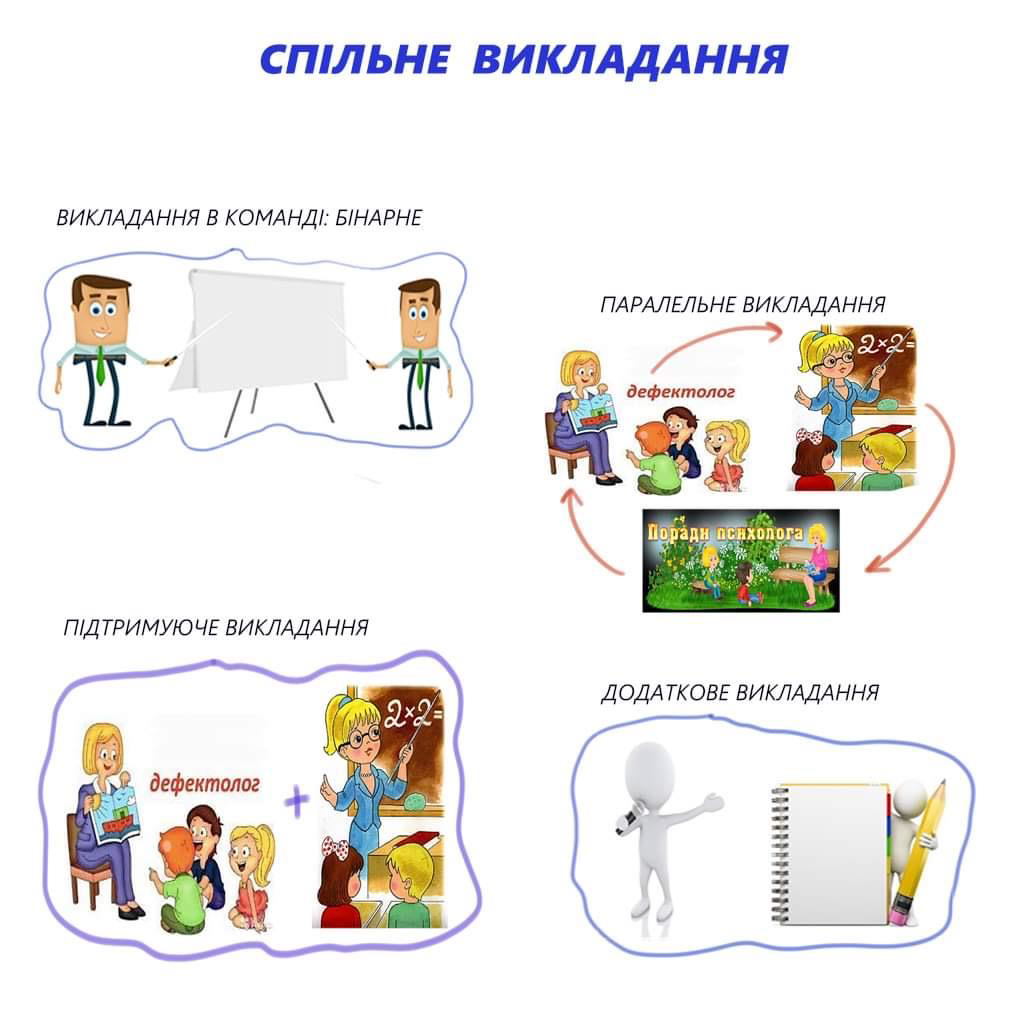 СПІЛЬНЕ ВИКЛАДАННЯ
ВИКЛАДАННЯ В КОМАНДІ: БІНАРНЕ
ПАРАЛЕЛЬНЕ ВИКЛАДАННЯ
дефектолог
2×2=
Поради психолога
ПІДТРИМУЮЧЕ ВИКЛАДАННЯ
дефектолог
+
2×2=
ДОДАТКОВЕ ВИКЛАДАННЯ